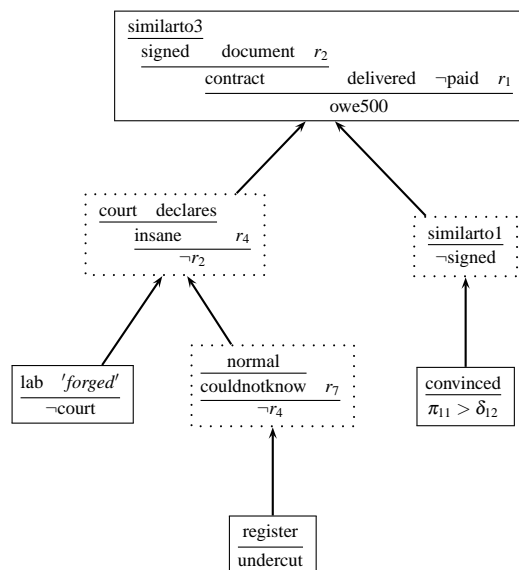 similarto3
signed document r₂
contract delivered ¬paid r₁
owe500
court declares
insane r₄
¬r₂
similarto1
¬signed
lab 'forged'
¬court
normal
couldnotknow r₇
¬r₄
convinced
π₁₁ > δ₁₂
register
undercut